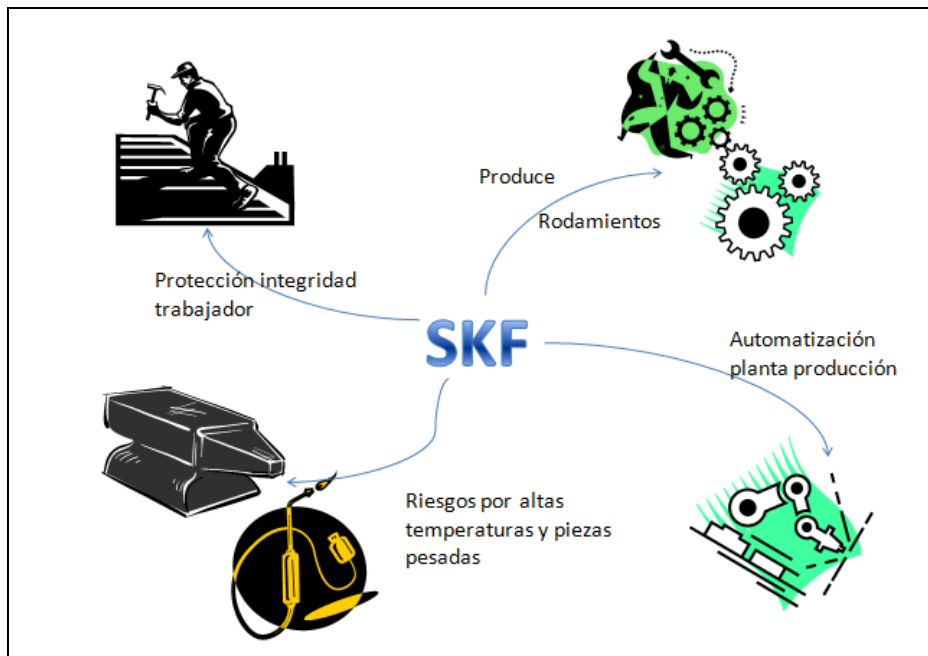 Produce
Rodamientos
Protección integridad
trabajador
SKF
Automatización
planta producción
Riesgos por altas
temperaturas y piezas
pesadas